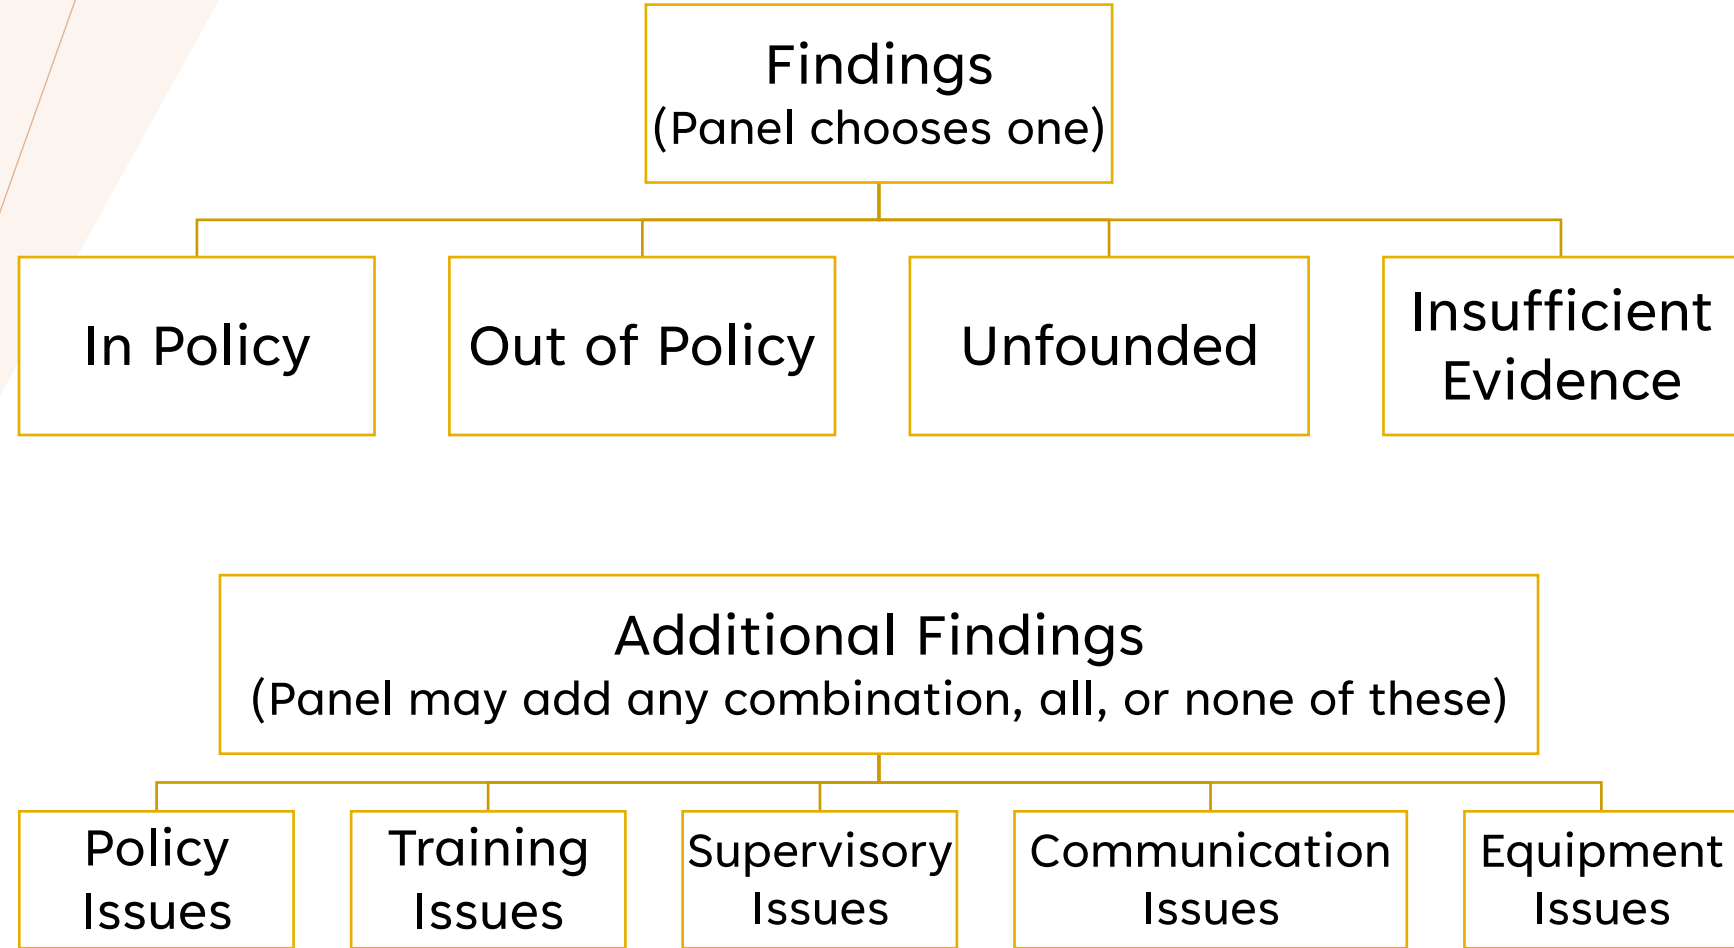 Findings
(Panel chooses one)
In Policy
Out of Policy
Unfounded
Insufficient
Evidence
Additional Findings
(Panel may add any combination, all, or none of these)
Policy
Issues
Training
Issues
Supervisory
Issues
Communication
Issues
Equipment
Issues